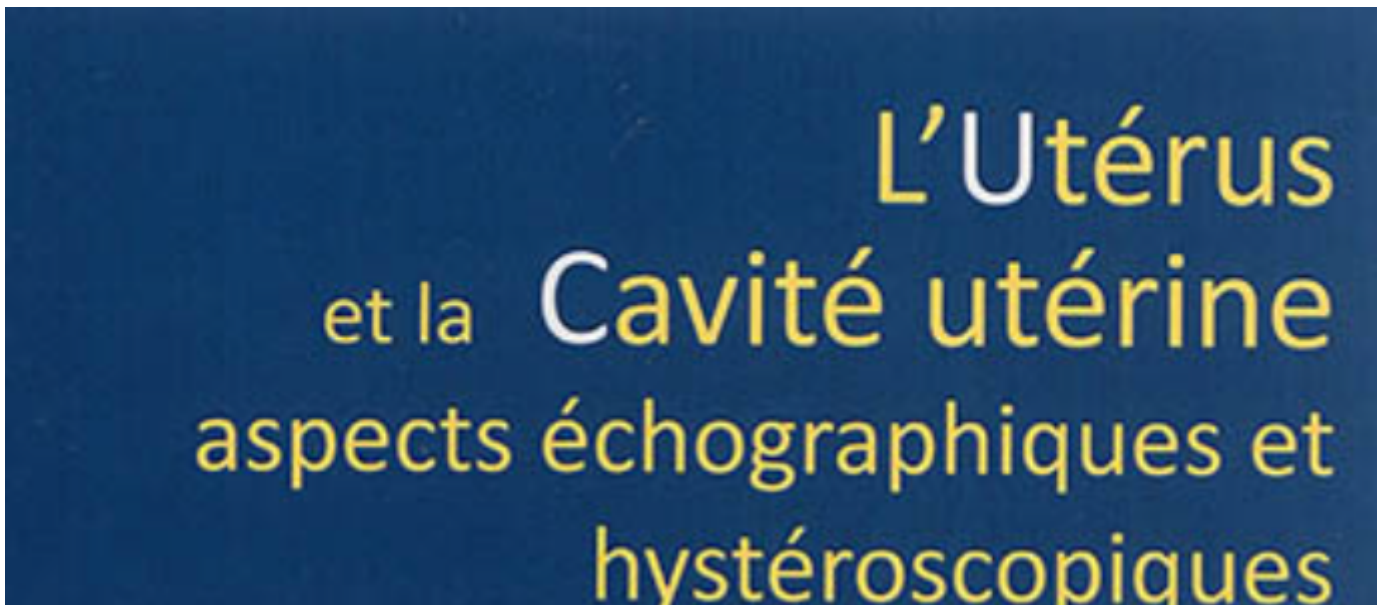 L’Utérus
et la Cavité utérine
aspects échographiques et
hystéroscopiques